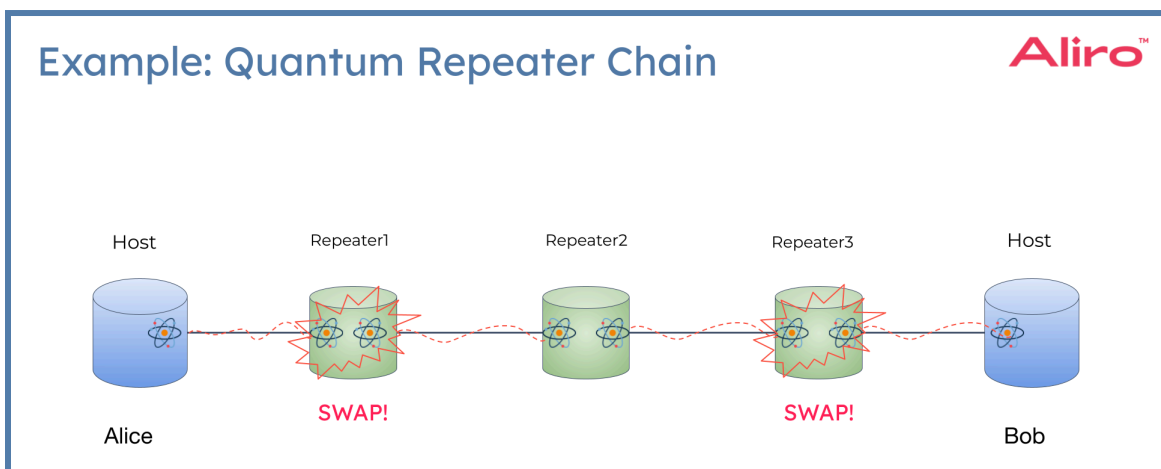 Example: Quantum Repeater Chain
Aliro™
Host
Repeater1
Repeater2
Repeater3
Host
SWAP!
SWAP!
Alice
Bob